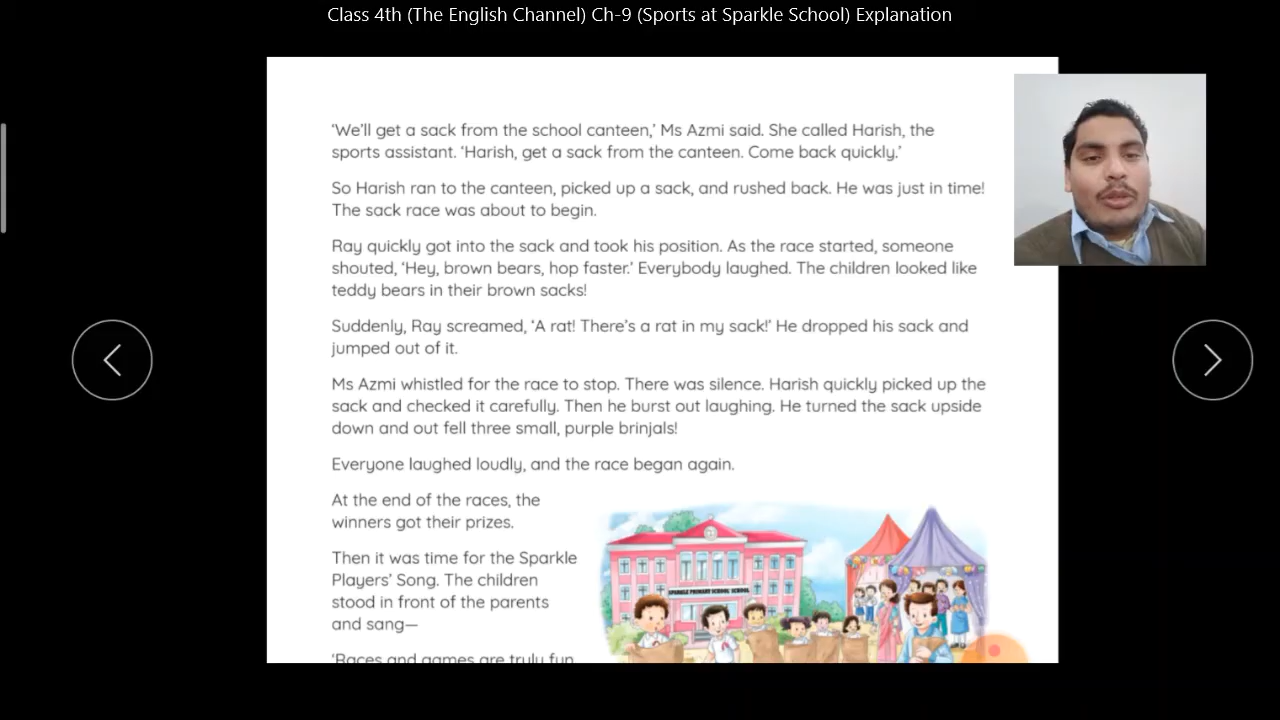 Class 4th (The English Channel) Ch-9 (Sports at Sparkle School) Explanation
‘We’ll get a sack from the school canteen,’ Ms Azmi said. She called Harish, the
sports assistant. ‘Harish, get a sack from the canteen. Come back quickly.’
So Harish ran to the canteen, picked up a sack, and rushed back. He was just in time!
The sack race was about to begin.
Ray quickly got into the sack and took his position. As the race started, someone
shouted, ‘Hey, brown bears, hop faster.’ Everybody laughed. The children looked like
teddy bears in their brown sacks!
Suddenly, Ray screamed, ‘A rat! There’s a rat in my sack!’ He dropped his sack and
jumped out of it.
Ms Azmi whistled for the race to stop. There was silence. Harish quickly picked up the
sack and checked it carefully. Then he burst out laughing. He turned the sack upside
down and out fell three small, purple brinjals!
Everyone laughed loudly, and the race began again.
At the end of the races, the
winners got their prizes.
Then it was time for the Sparkle
Players’ Song. The children
stood in front of the parents
and sang—
‘Races and games are truly fun
SPARKLE PRIMARY SCHOOL SCHOOL